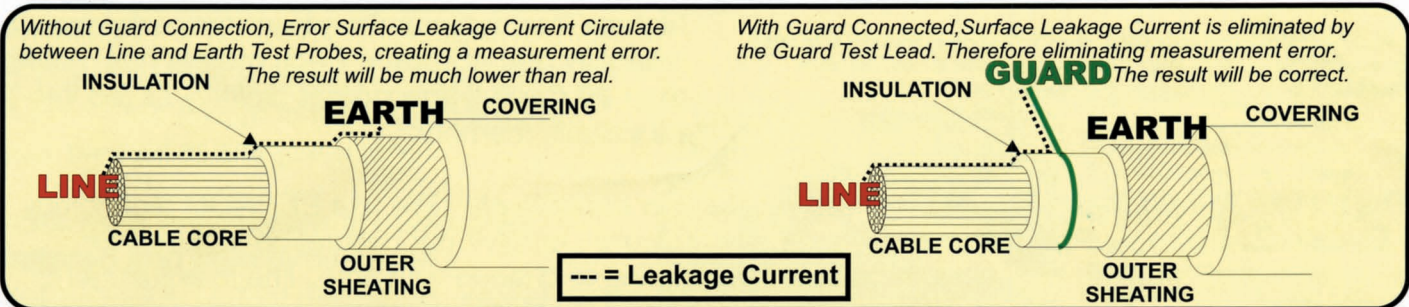 Without Guard Connection, Error Surface Leakage Current Circulate
between Line and Earth Test Probes, creating a measurement error.
The result will be much lower than real.
INSULATION
EARTH
COVERING
LINE
CABLE CORE
OUTER
SHEATING
With Guard Connected,Surface Leakage Current is eliminated by
the Guard Test Lead. Therefore eliminating measurement error.
GUARD The result will be correct.
INSULATION
EARTH
COVERING
LINE
CABLE CORE
OUTER
SHEATING
--- = Leakage Current